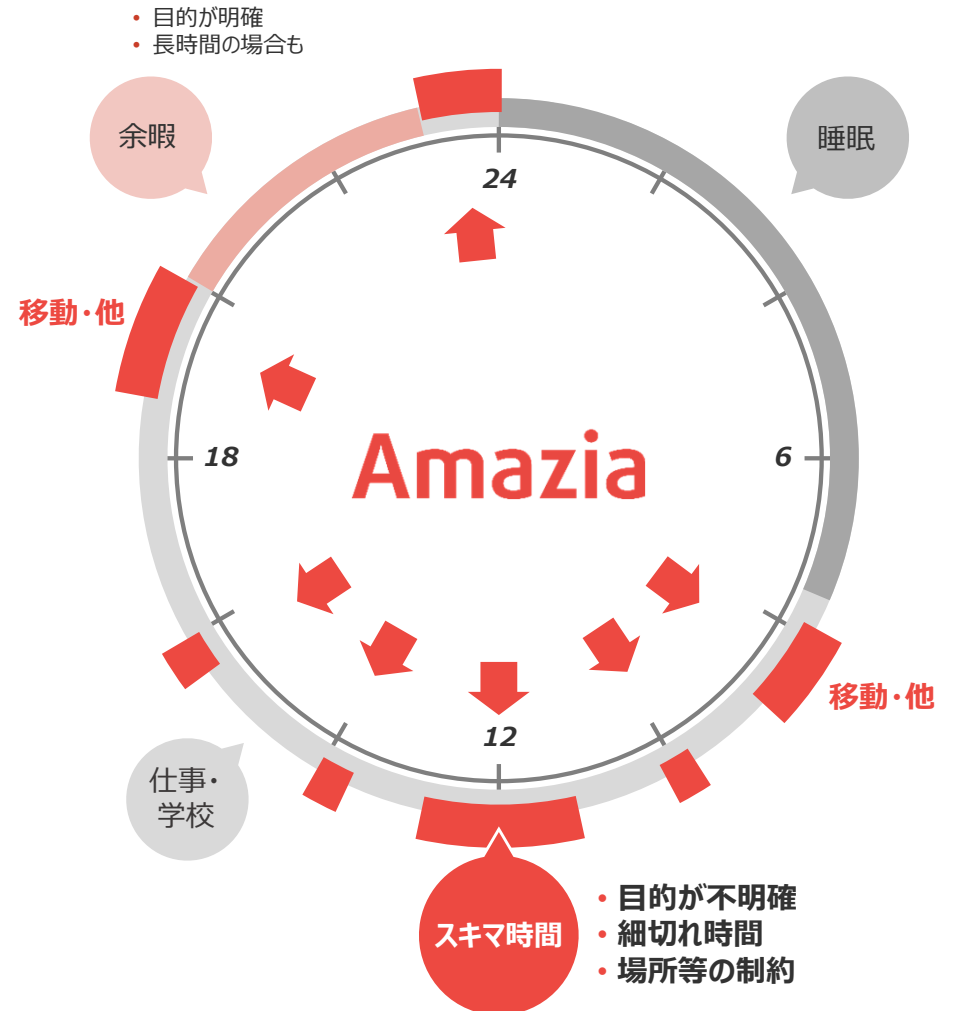 • 目的が明確
• 長時間の場合も
余暇
睡眠
24
移動・他
18
Amazia
6
12
移動・他
仕事・
学校
スキマ時間
• 目的が不明確
• 細切れ時間
• 場所等の制約